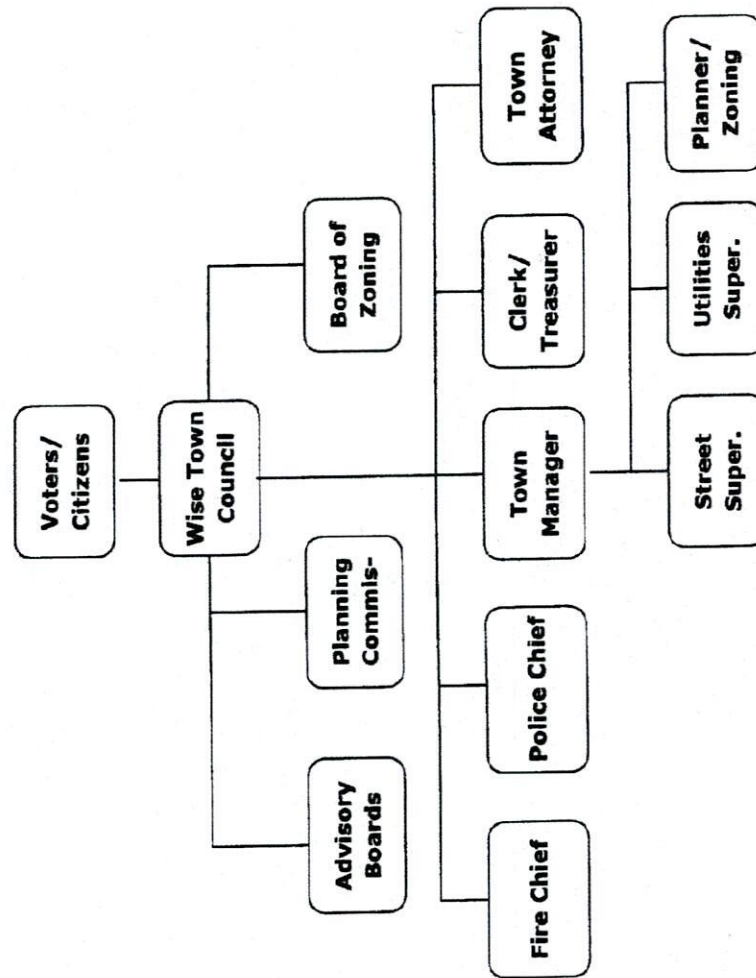 Voters/
Citizens
Wise Town
Council
Advisory
Boards
Planning
Commis-
Board of
Zoning
Fire Chief
Police Chief
Town
Manager
Clerk/
Treasurer
Town
Attorney
Street
Super.
Utilities
Super.
Planner/
Zoning